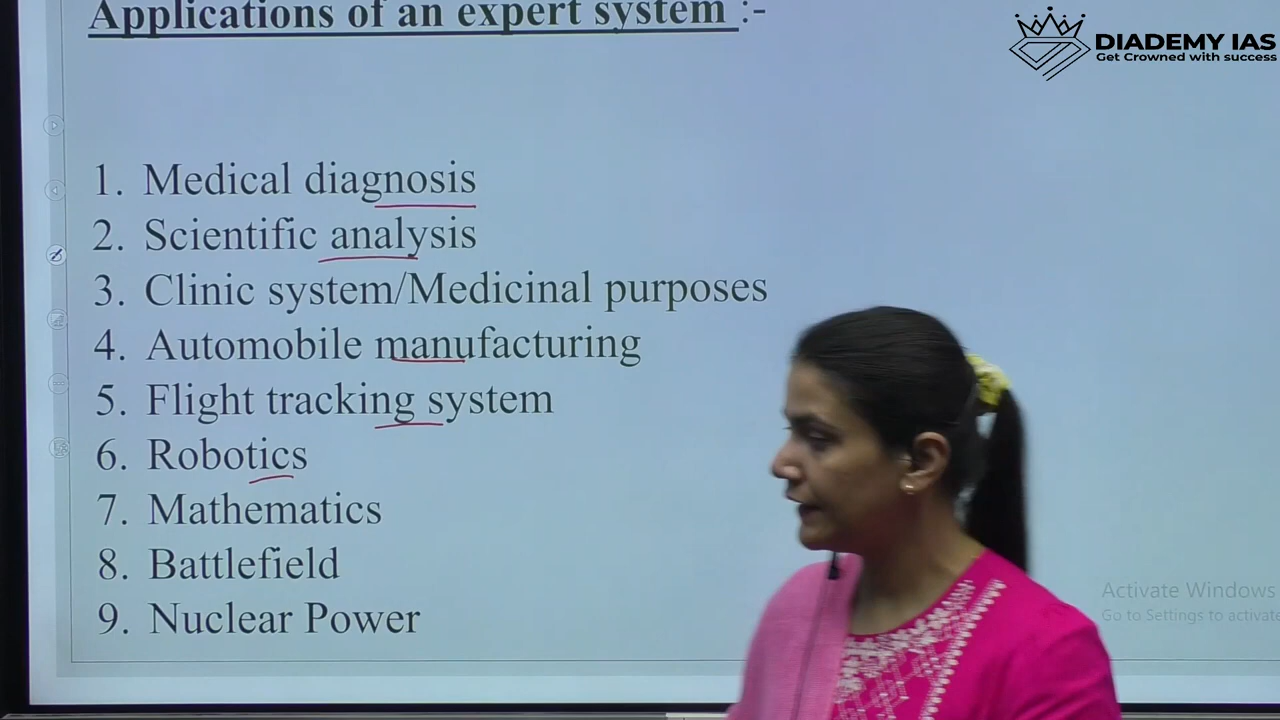 Applications of an expert system :-
DIADEMY IAS
Get Crowned with success
1. Medical diagnosis
2. Scientific analysis
3. Clinic system/Medicinal purposes
4. Automobile manufacturing
5. Flight tracking system
6. Robotics
7. Mathematics
8. Battlefield
9. Nuclear Power
Activate Windows
Go to Settings to activate